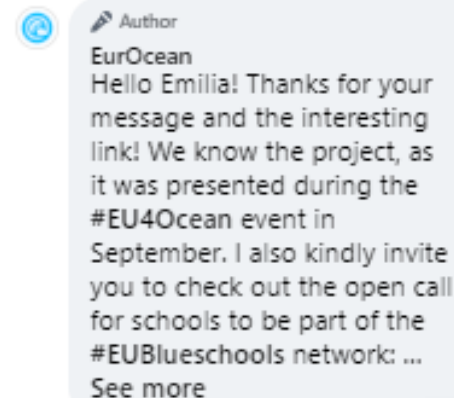 Author
EurOcean
Hello Emilia! Thanks for your
message and the interesting
link! We know the project, as
it was presented during the
#EU4Ocean event in
September. I also kindly invite
you to check out the open call
for schools to be part of the
#EUBlueschools network: ...
See more